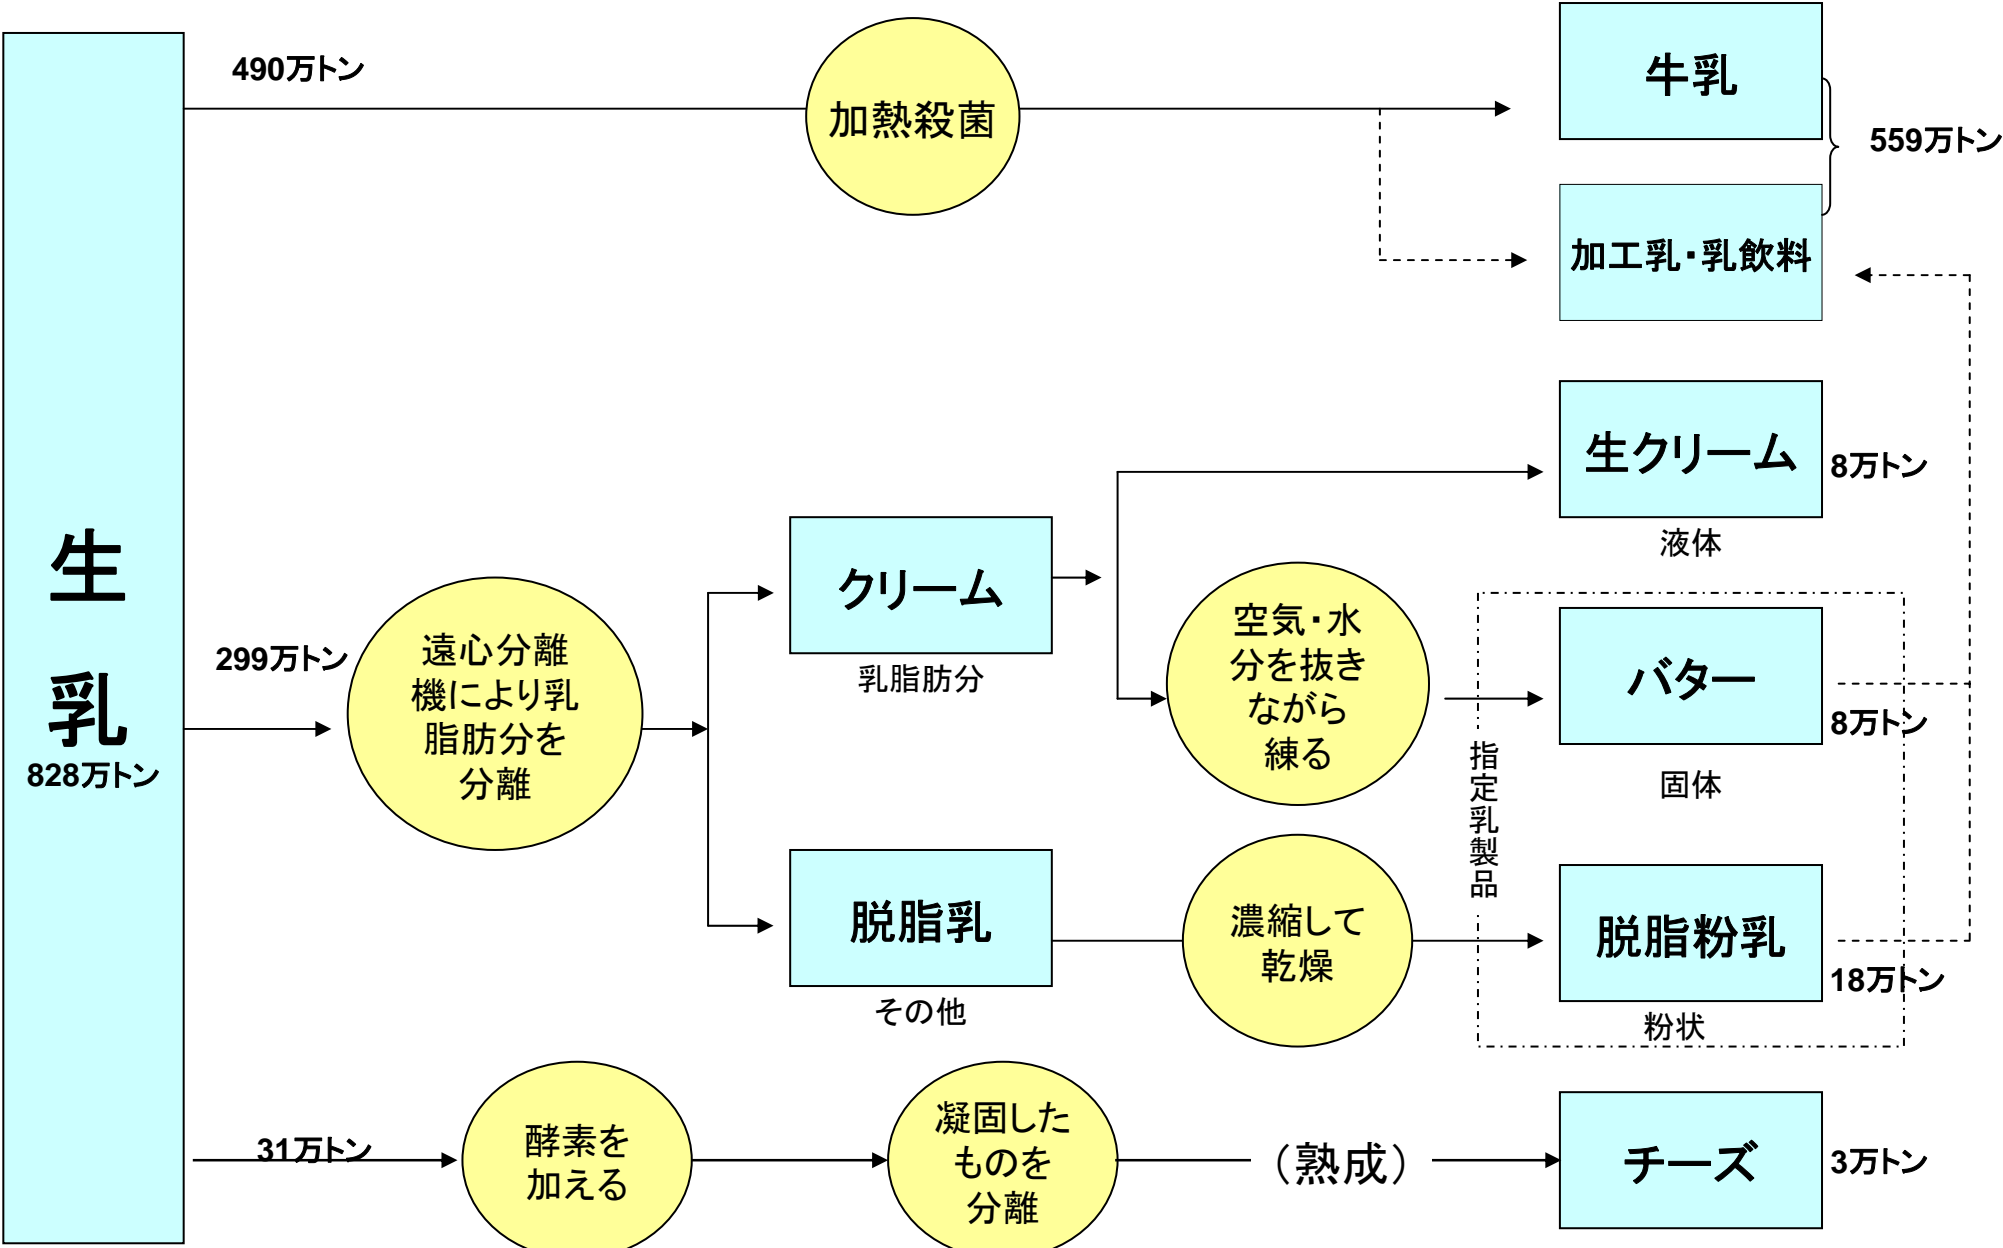 生
乳
828万トン
490万トン
加熱殺菌
牛乳
559万トン
加工乳・乳飲料
299万トン
遠心分離
機により乳
脂肪分を
分離
クリーム
乳脂肪分
生クリーム
8万トン
液体
空気・水
分を抜き
ながら
練る
指定乳製品
バター
8万トン
固体
脱脂乳
その他
濃縮して
乾燥
脱脂粉乳
18万トン
粉状
31万トン
酵素を
加える
凝固した
ものを
分離
（熟成）
チーズ
3万トン